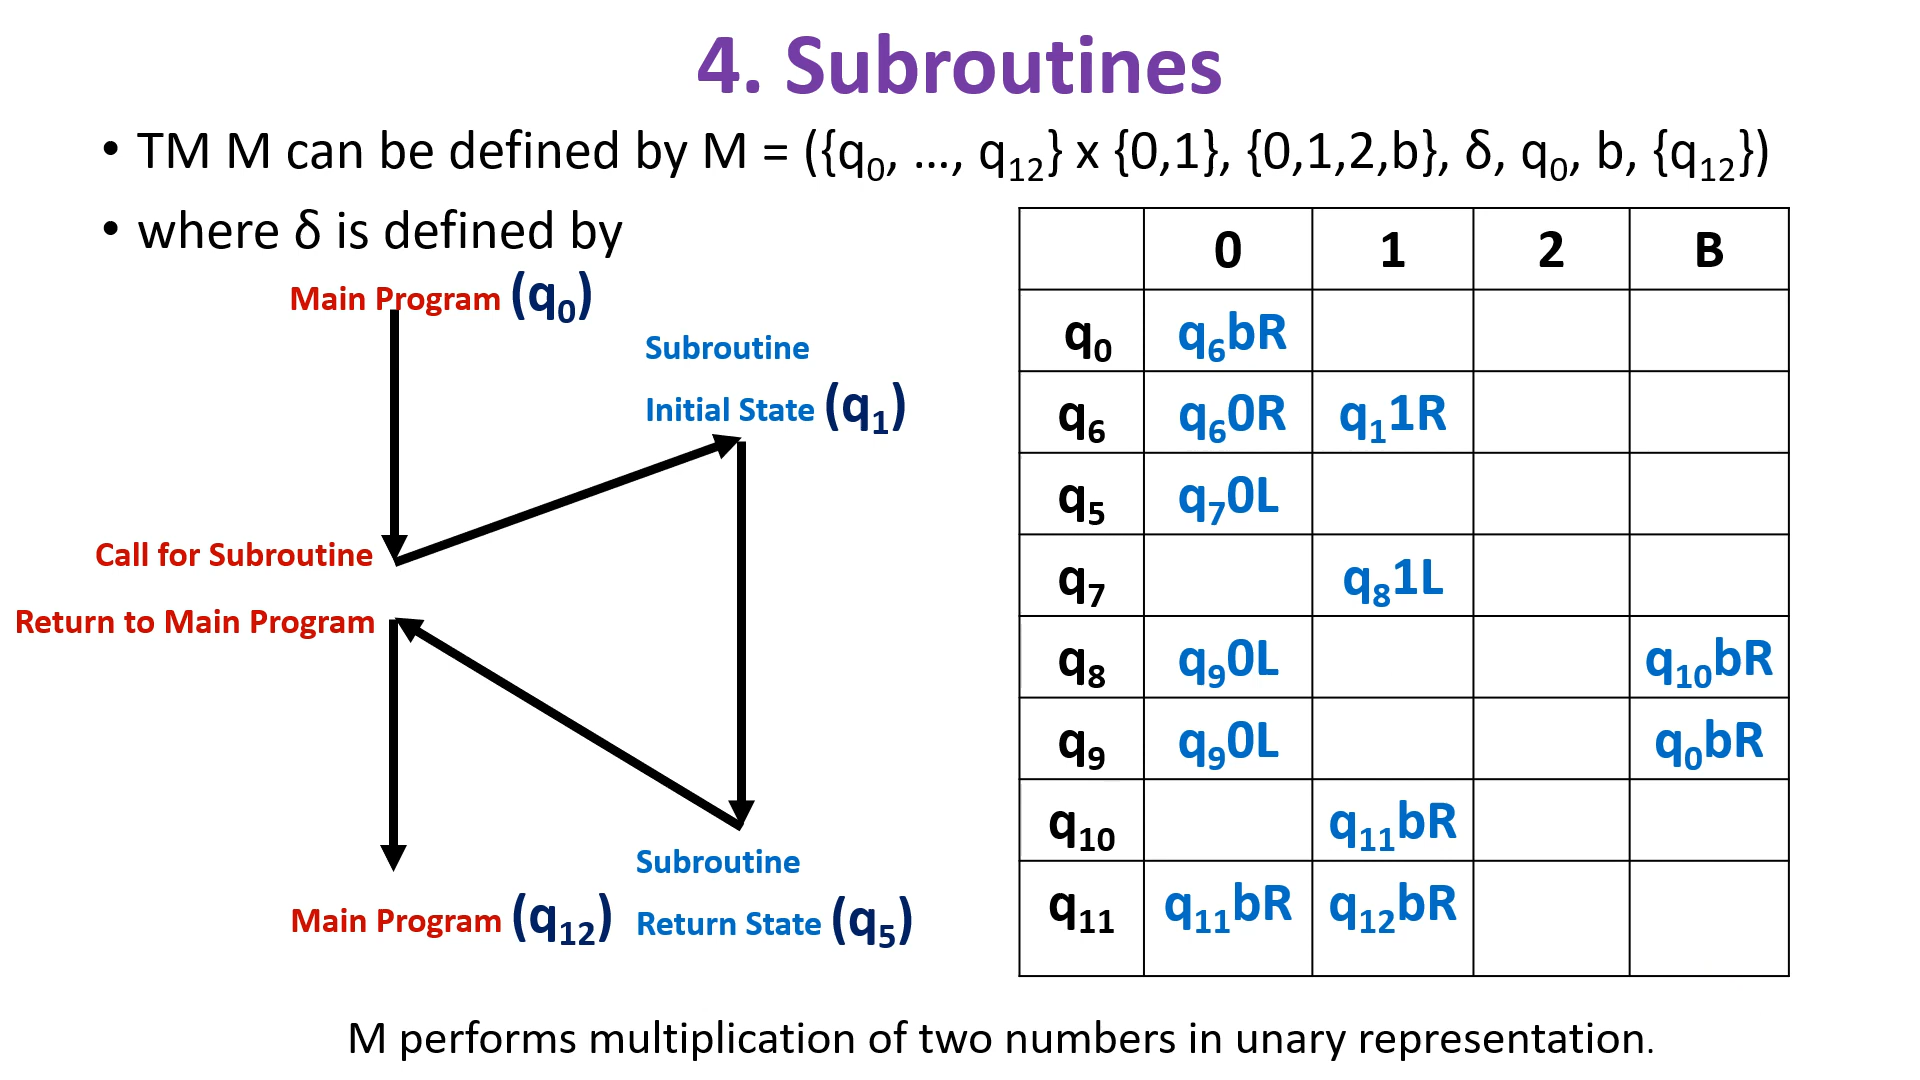 4. Subroutines
• TM M can be defined by M = ({q₀, …, q₁₂} x {0,1}, {0,1,2,b}, δ, q₀, b, {q₁₂})
• where δ is defined by
Main Program (q₀)
Subroutine
Initial State (q₁)
Call for Subroutine
Return to Main Program
Main Program (q₁₂)
Subroutine
Return State (q₅)
0 1 2 B
q₀ q₆bR
q₆ q₆0R q₁1R
q₅ q₇0L
q₇ q₈1L
q₈ q₉0L q₁₀bR
q₉ q₉0L q₀bR
q₁₀ q₁₁bR
q₁₁ q₁₁bR q₁₂bR
M performs multiplication of two numbers in unary representation.